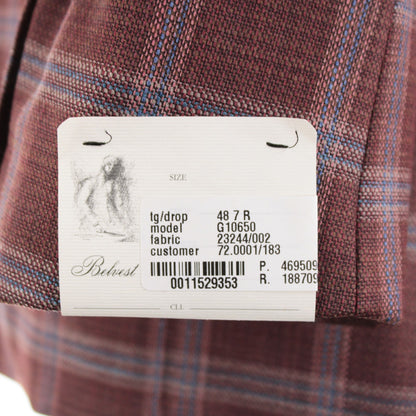 SIZE
tg/drop 48 7 R
model G10650
fabric 23244/002
customer 72.0001/183
Belvest
P. 469509
R. 188709
0011529353
CLI.